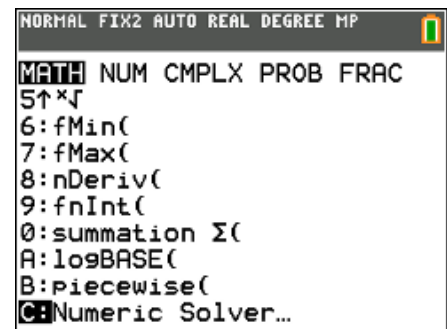 NORMAL FIX2 AUTO REAL DEGREE MP
MATH NUM CMPLX PROB FRAC
5↑ˣ√
6:fMin(
7:fMax(
8:nDeriv(
9:fnInt(
0:summation Σ(
A:logBASE(
B:piecewise(
C:Numeric Solver…